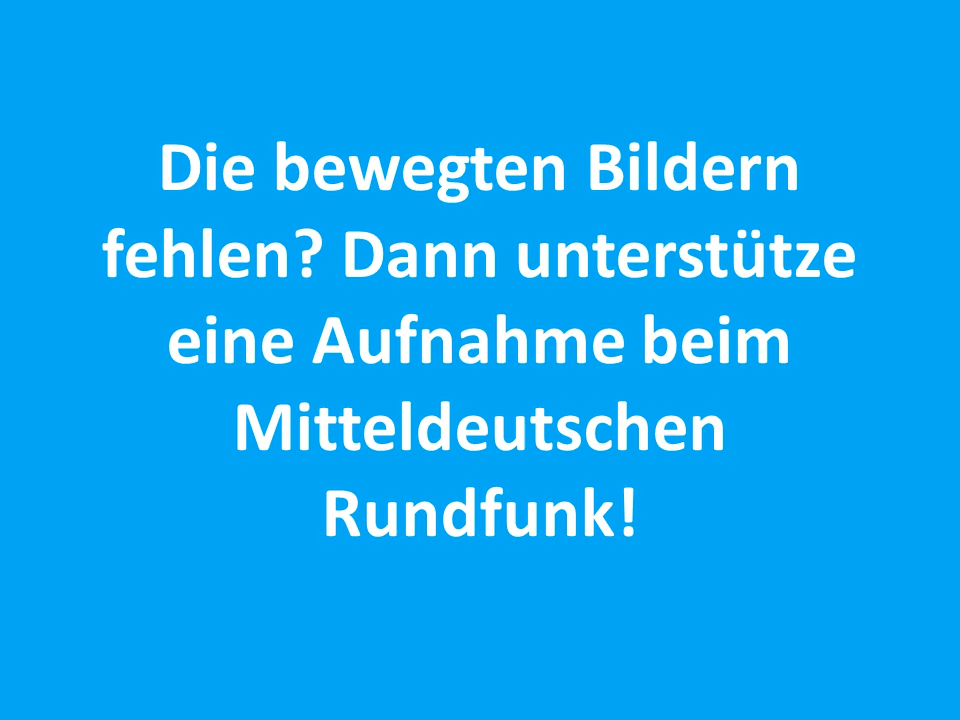 Die bewegten Bildern
fehlen? Dann unterstütze
eine Aufnahme beim
Mitteldeutschen
Rundfunk!